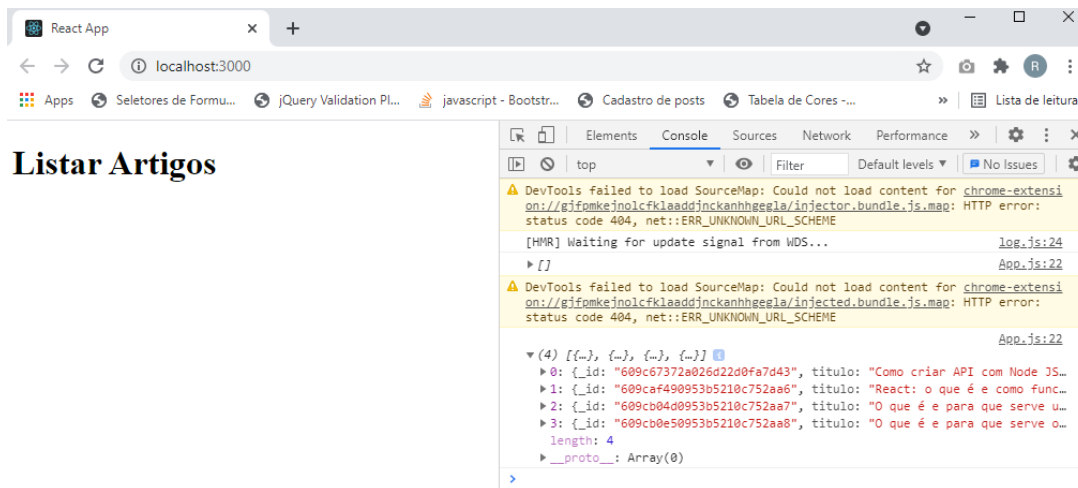 React App
localhost:3000
R
Apps Seletores de Formu... jQuery Validation Pl... javascript - Bootstr... Cadastro de posts Tabela de Cores -... » Lista de leitura
Listar Artigos
Elements Console Sources Network Performance »
top Filter Default levels ▼ No Issues
DevTools failed to load SourceMap: Could not load content for chrome-extensi
on://gjfpmkejnolcfklaaddjnckanhhgegla/injector.bundle.js.map: HTTP error:
status code 404, net::ERR_UNKNOWN_URL_SCHEME
[HMR] Waiting for update signal from WDS... log.js:24
▶ [] App.js:22
DevTools failed to load SourceMap: Could not load content for chrome-extensi
on://gjfpmkejnolcfklaaddjnckanhhgegla/injected.bundle.js.map: HTTP error:
status code 404, net::ERR_UNKNOWN_URL_SCHEME
App.js:22
▼ (4) [{…}, {…}, {…}, {…}] i
▶ 0: {_id: "609c67372a026d22d0fa7d43", titulo: "Como criar API com Node JS…
▶ 1: {_id: "609caf490953b5210c752aa6", titulo: "React: o que é e como func…
▶ 2: {_id: "609cb04d0953b5210c752aa7", titulo: "O que é e para que serve u…
▶ 3: {_id: "609cb0e50953b5210c752aa8", titulo: "O que é e para que serve o…
length: 4
▶ __proto__: Array(0)